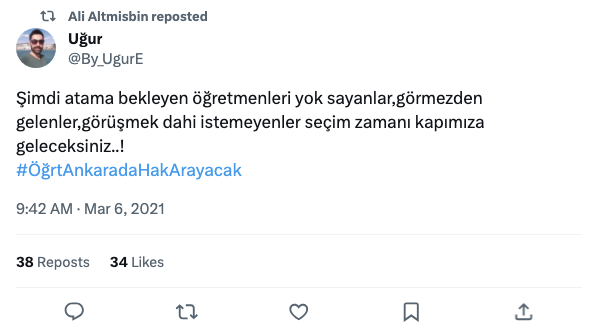 Ali Altmisbin reposted
Uğur
@By_UgurE
Şimdi atama bekleyen öğretmenleri yok sayanlar,görmezden
gelenler,görüşmek dahi istemeyenler seçim zamanı kapımıza
geleceksiniz..!
#ÖğrtAnkaradaHakArayacak
9:42 AM · Mar 6, 2021
38 Reposts 34 Likes